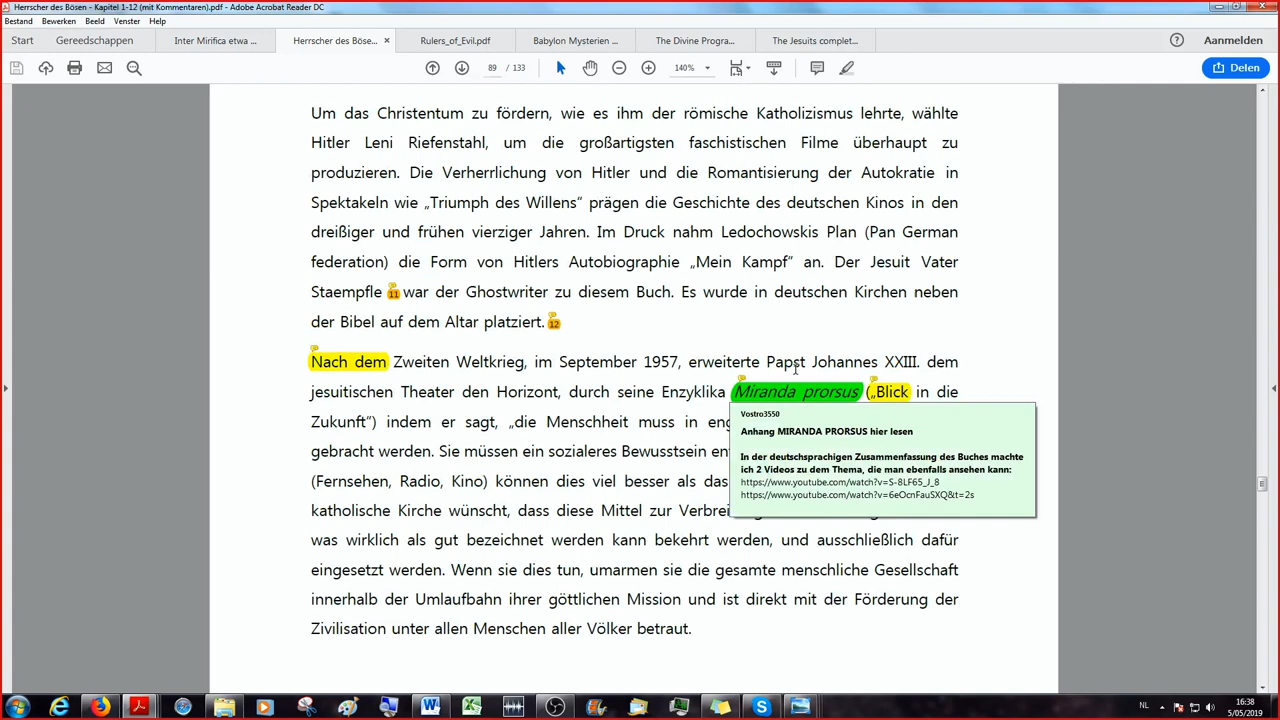 Herrscher des Bösen - Kapitel 1-12 (mit Kommentaren).pdf - Adobe Acrobat Reader DC
Bestand Bewerken Beeld Venster Help
Start Gereedschappen Inter Mirifica etwa ... Herrscher des Bösen... × Rulers_of_Evil.pdf Babylon Mysterien ... The Divine Progra... The Jesuits complet... Anmelden
89 / 133 140% Delen
Um das Christentum zu fördern, wie es ihm der römische Katholizismus lehrte, wählte
Hitler Leni Riefenstahl, um die großartigsten faschistischen Filme überhaupt zu
produzieren. Die Verherrlichung von Hitler und die Romantisierung der Autokratie in
Spektakeln wie „Triumph des Willens“ prägen die Geschichte des deutschen Kinos in den
dreißiger und frühen vierziger Jahren. Im Druck nahm Ledochowskis Plan (Pan German
federation) die Form von Hitlers Autobiographie „Mein Kampf“ an. Der Jesuit Vater
Staempfle 11 war der Ghostwriter zu diesem Buch. Es wurde in deutschen Kirchen neben
der Bibel auf dem Altar platziert. 12
Nach dem Zweiten Weltkrieg, im September 1957, erweiterte Papst Johannes XXIII. dem
jesuitischen Theater den Horizont, durch seine Enzyklika Miranda prorsus („Blick in die
Zukunft“) indem er sagt, „die Menschheit muss in eng
gebracht werden. Sie müssen ein sozialeres Bewusstsein ent
(Fernsehen, Radio, Kino) können dies viel besser als das
katholische Kirche wünscht, dass diese Mittel zur Verbrei
was wirklich als gut bezeichnet werden kann bekehrt werden, und ausschließlich dafür
eingesetzt werden. Wenn sie dies tun, umarmen sie die gesamte menschliche Gesellschaft
innerhalb der Umlaufbahn ihrer göttlichen Mission und ist direkt mit der Förderung der
Zivilisation unter allen Menschen aller Völker betraut.
Vostro3550
Anhang MIRANDA PRORSUS hier lesen
In der deutschsprachigen Zusammenfassung des Buches machte
ich 2 Videos zu dem Thema, die man ebenfalls ansehen kann:
https://www.youtube.com/watch?v=S-8LF65_J_8
https://www.youtube.com/watch?v=6eOcnFauSXQ&t=2s
NL 16:38
5/05/2019